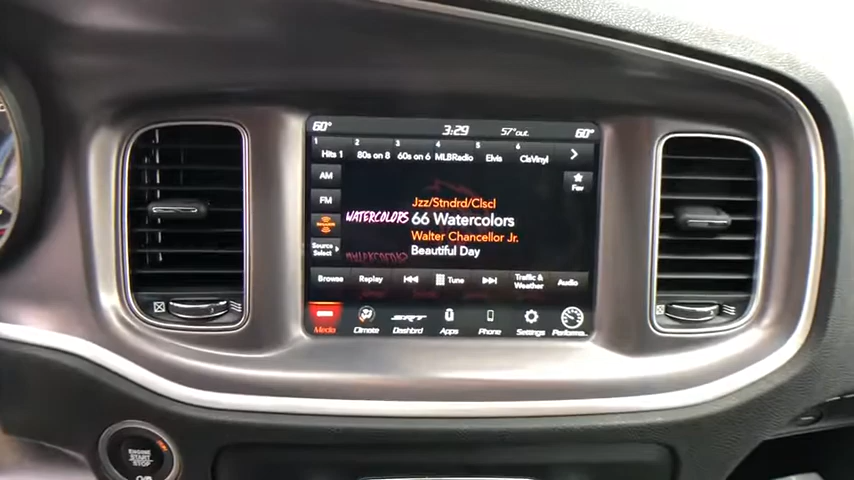 60° 3:29 57°out. 60°
1 2 3 4 5 6
Hits 1 80s on 8 60s on 6 MLBRadio Elvis ClsVinyl
AM
FM
Source Select
Fav
Jzz/Stndrd/Clscl
WATERCOLORS 66 Watercolors
Walter Chancellor Jr.
Beautiful Day
Browse Replay Tune Traffic & Weather Audio
Media Climate SRT Dashbrd Apps Phone Settings Performa..
ENGINE
START
STOP